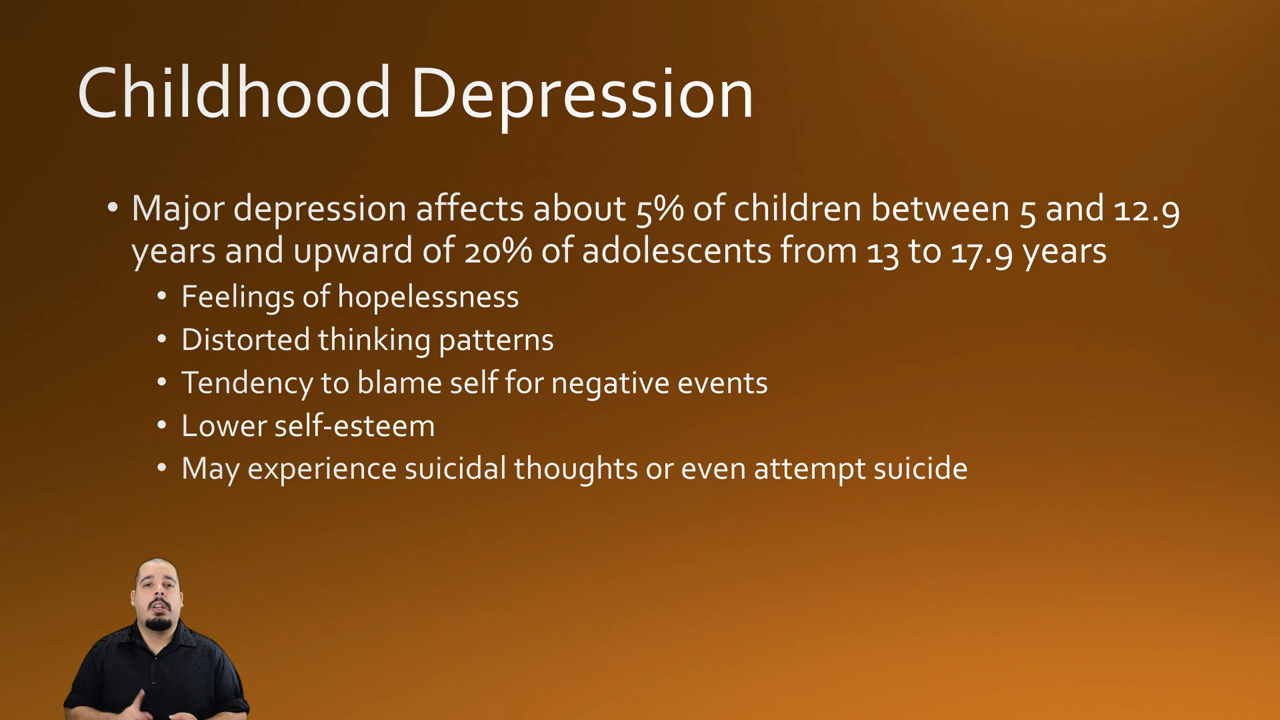 Childhood Depression
• Major depression affects about 5% of children between 5 and 12.9
years and upward of 20% of adolescents from 13 to 17.9 years
• Feelings of hopelessness
• Distorted thinking patterns
• Tendency to blame self for negative events
• Lower self-esteem
• May experience suicidal thoughts or even attempt suicide